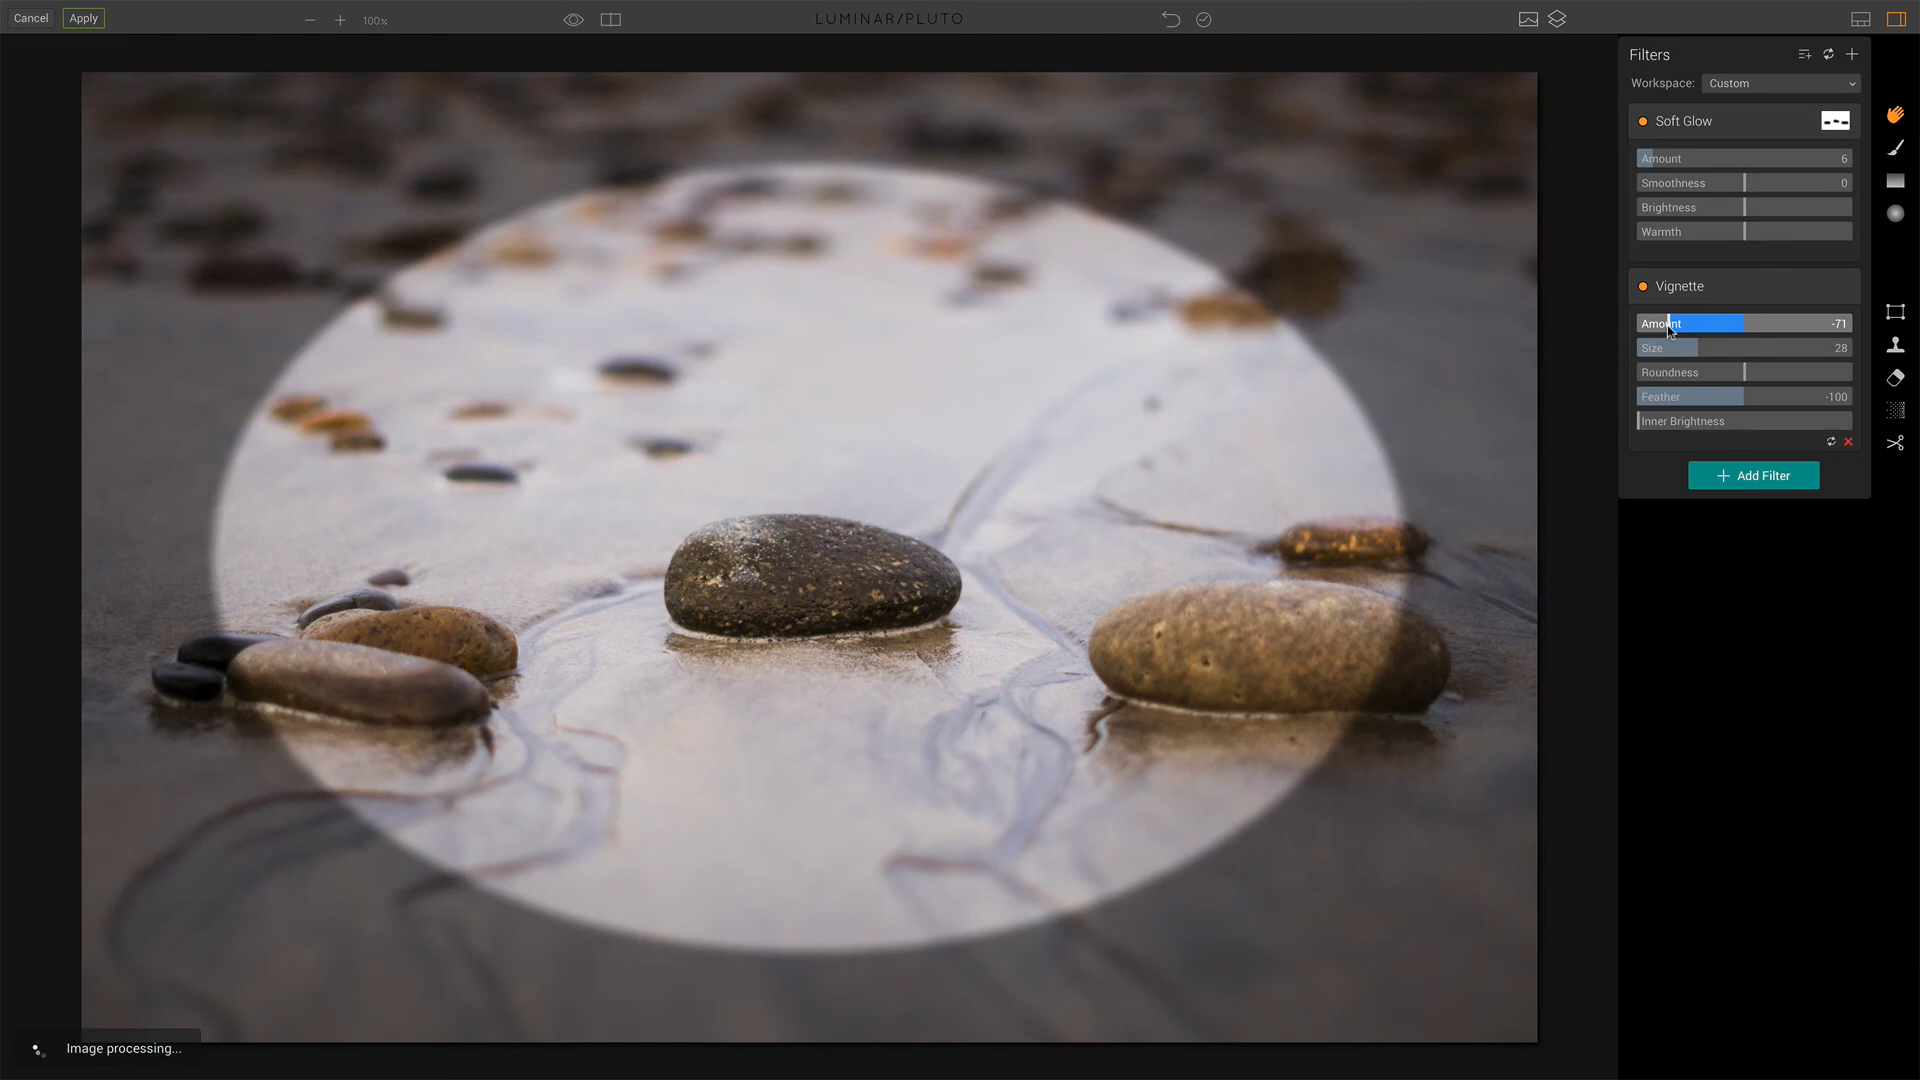 Cancel Apply 100% LUMINAR/PLUTO
Filters
Workspace: Custom
Soft Glow
Amount 6
Smoothness 0
Brightness
Warmth
Vignette
Amount -71
Size 28
Roundness
Feather -100
Inner Brightness
Add Filter
Image processing...